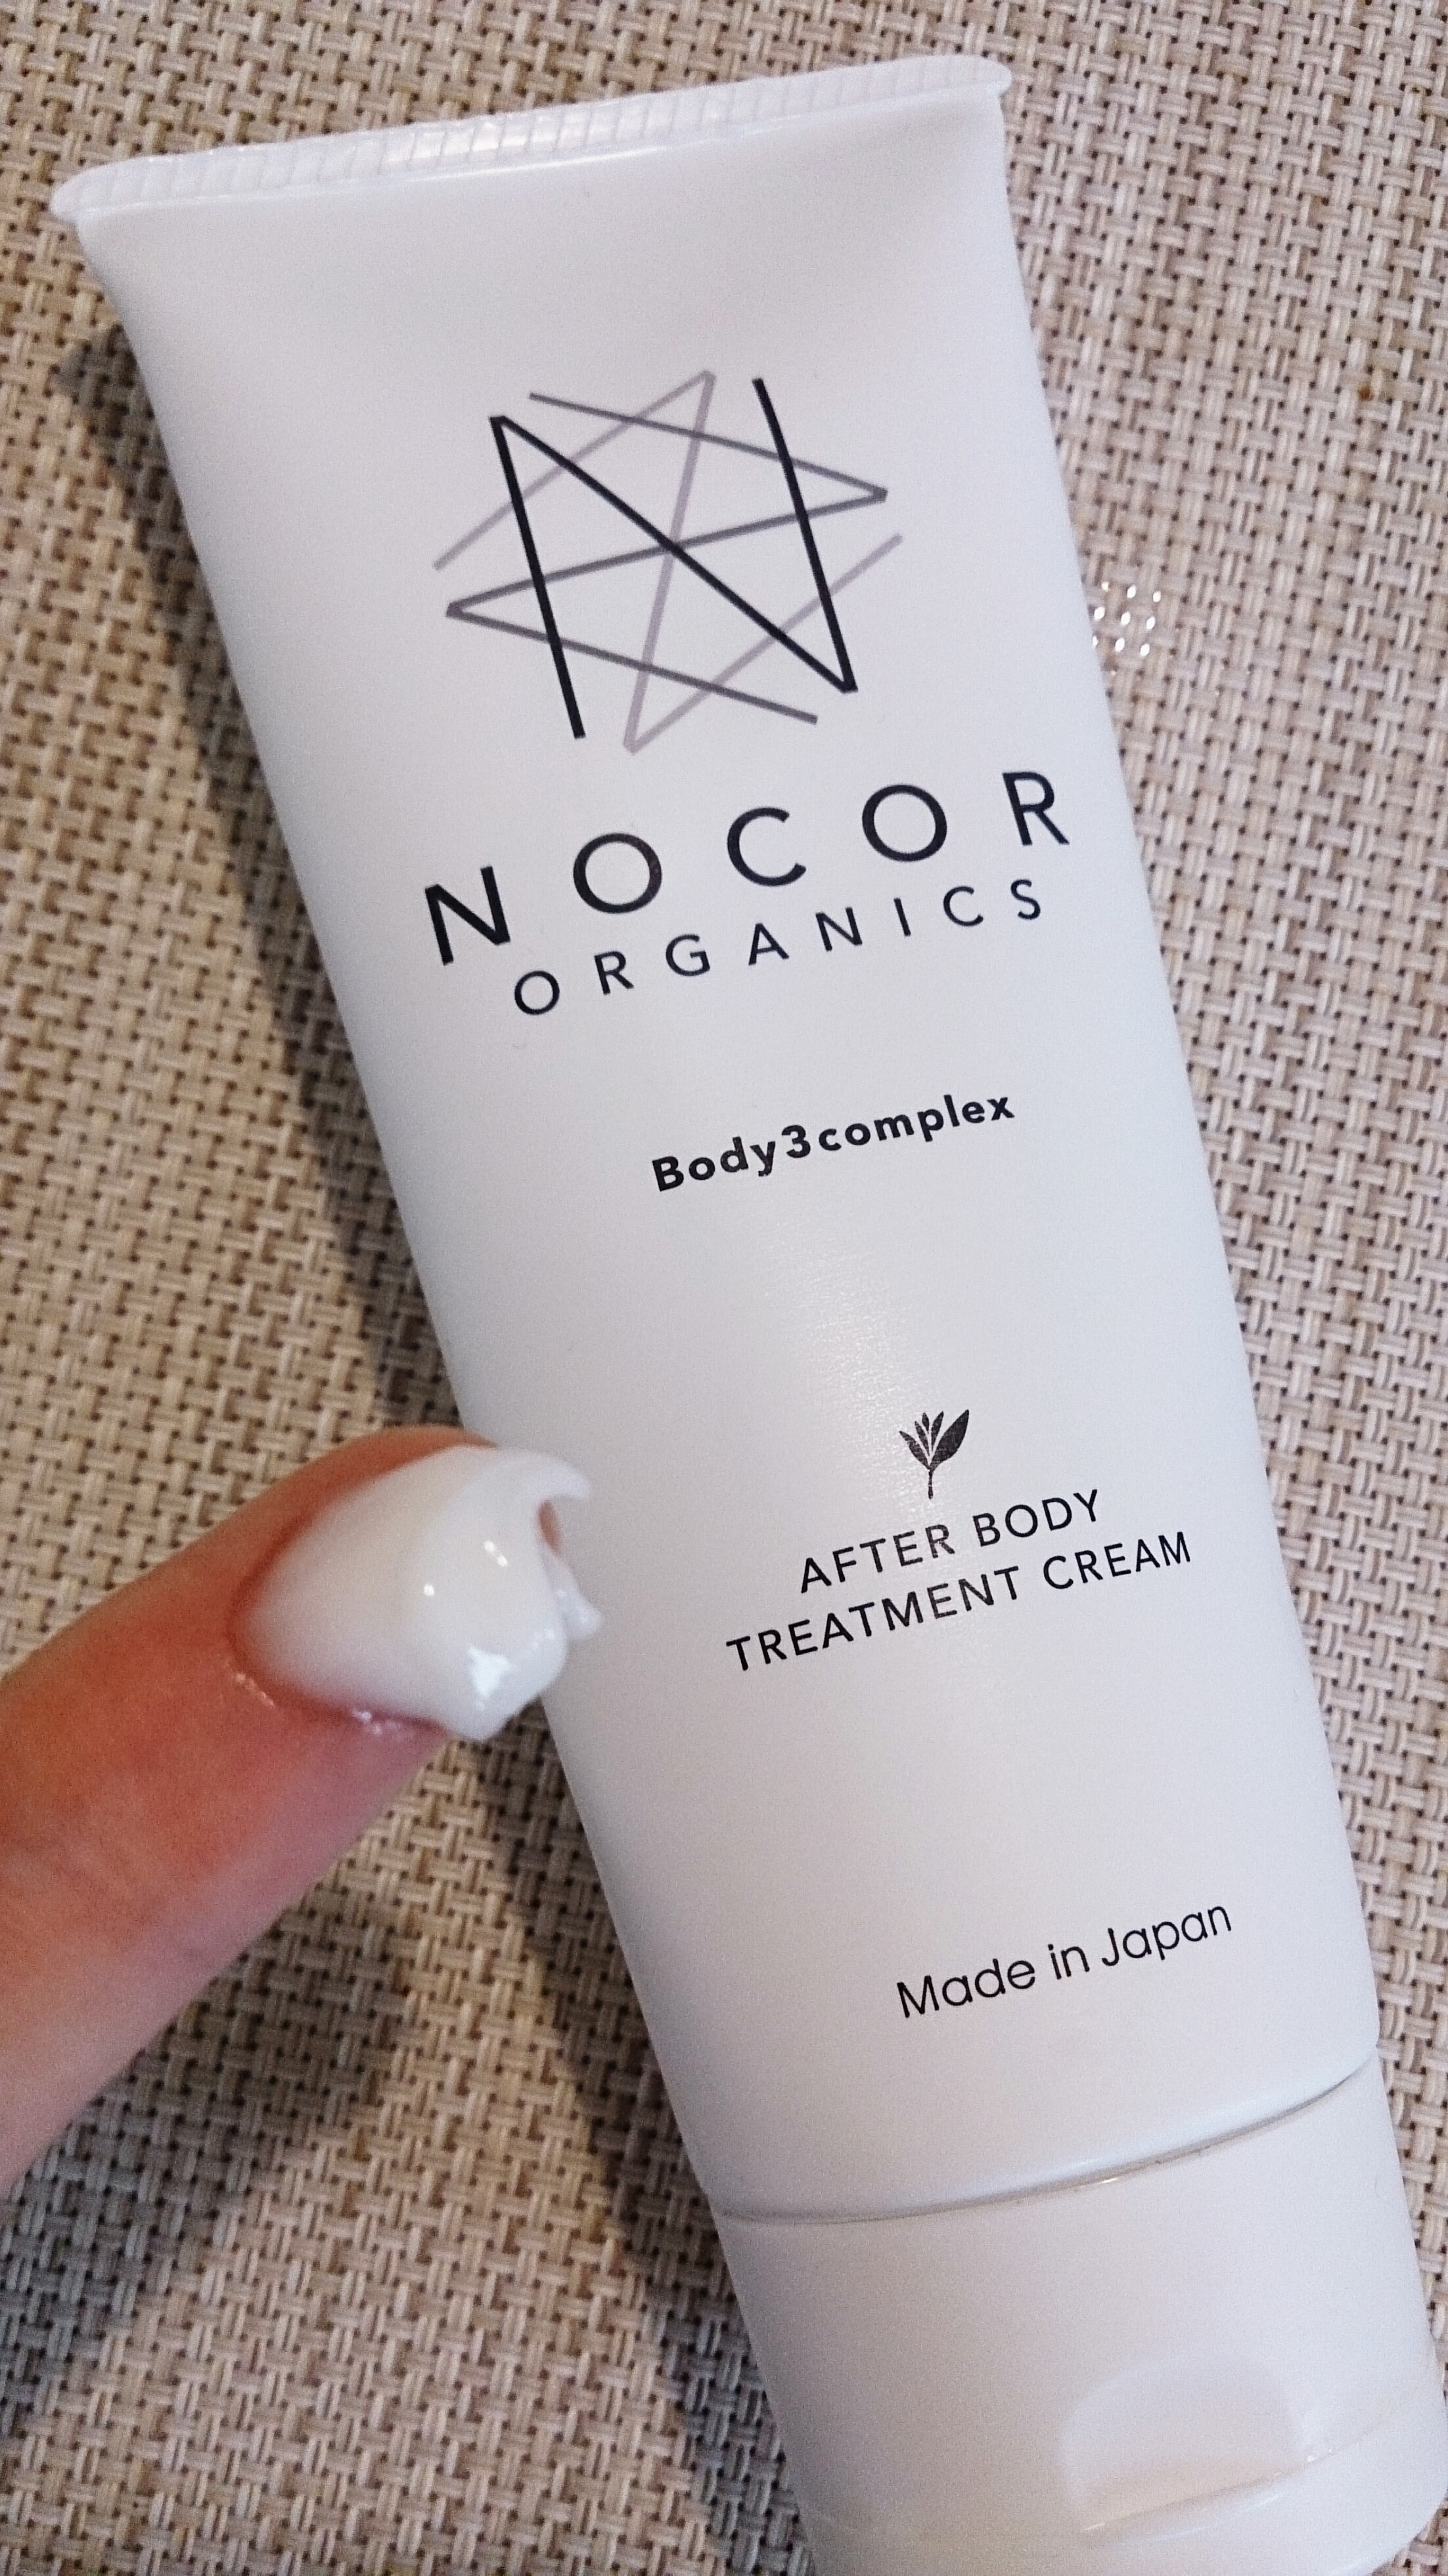 NOCOR
ORGANICS
Body3complex
AFTER BODY
TREATMENT CREAM
Made in Japan